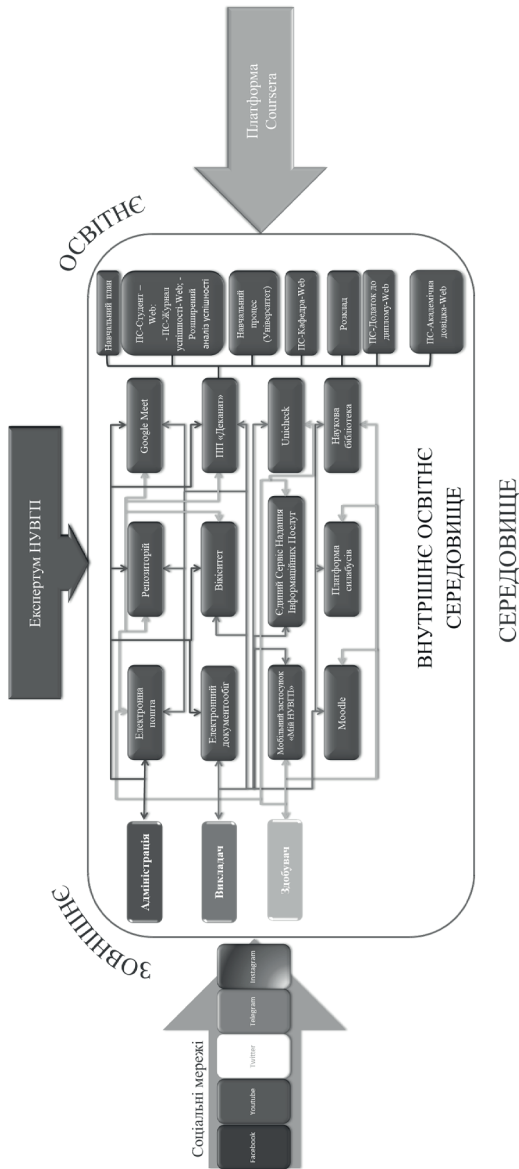 Експертум НУВГП
ЗОВНІШНЄ
ОСВІТНЄ
Соціальні мережі
Facebook
Youtube
Twitter
Telegram
Instagram
Адміністрація
Викладач
Здобувач
Електронна
пошта
Репозиторій
Google Meet
Електронний
документообіг
Вікіситет
ПП «Деканат»
Мобільний застосунок
«Мій НУВГП»
Єдиний Сервіс Надання
Інформаційних Послуг
Unicheck
Moodle
Платформа
силабусів
Наукова
бібліотека
Навчальний план
ПС-Студент –
Web:
- ПС-Журнал
успішності-Web; -
Розширений
аналіз успішності
Навчальний
процес
(Університет)
ПС-Кафедра-Web
Розклад
ПС-Додаток до
диплому-Web
ПС-Академічна
довідка-Web
Платформа
Coursera
ВНУТРІШНЄ ОСВІТНЄ
СЕРЕДОВИЩЕ
СЕРЕДОВИЩЕ